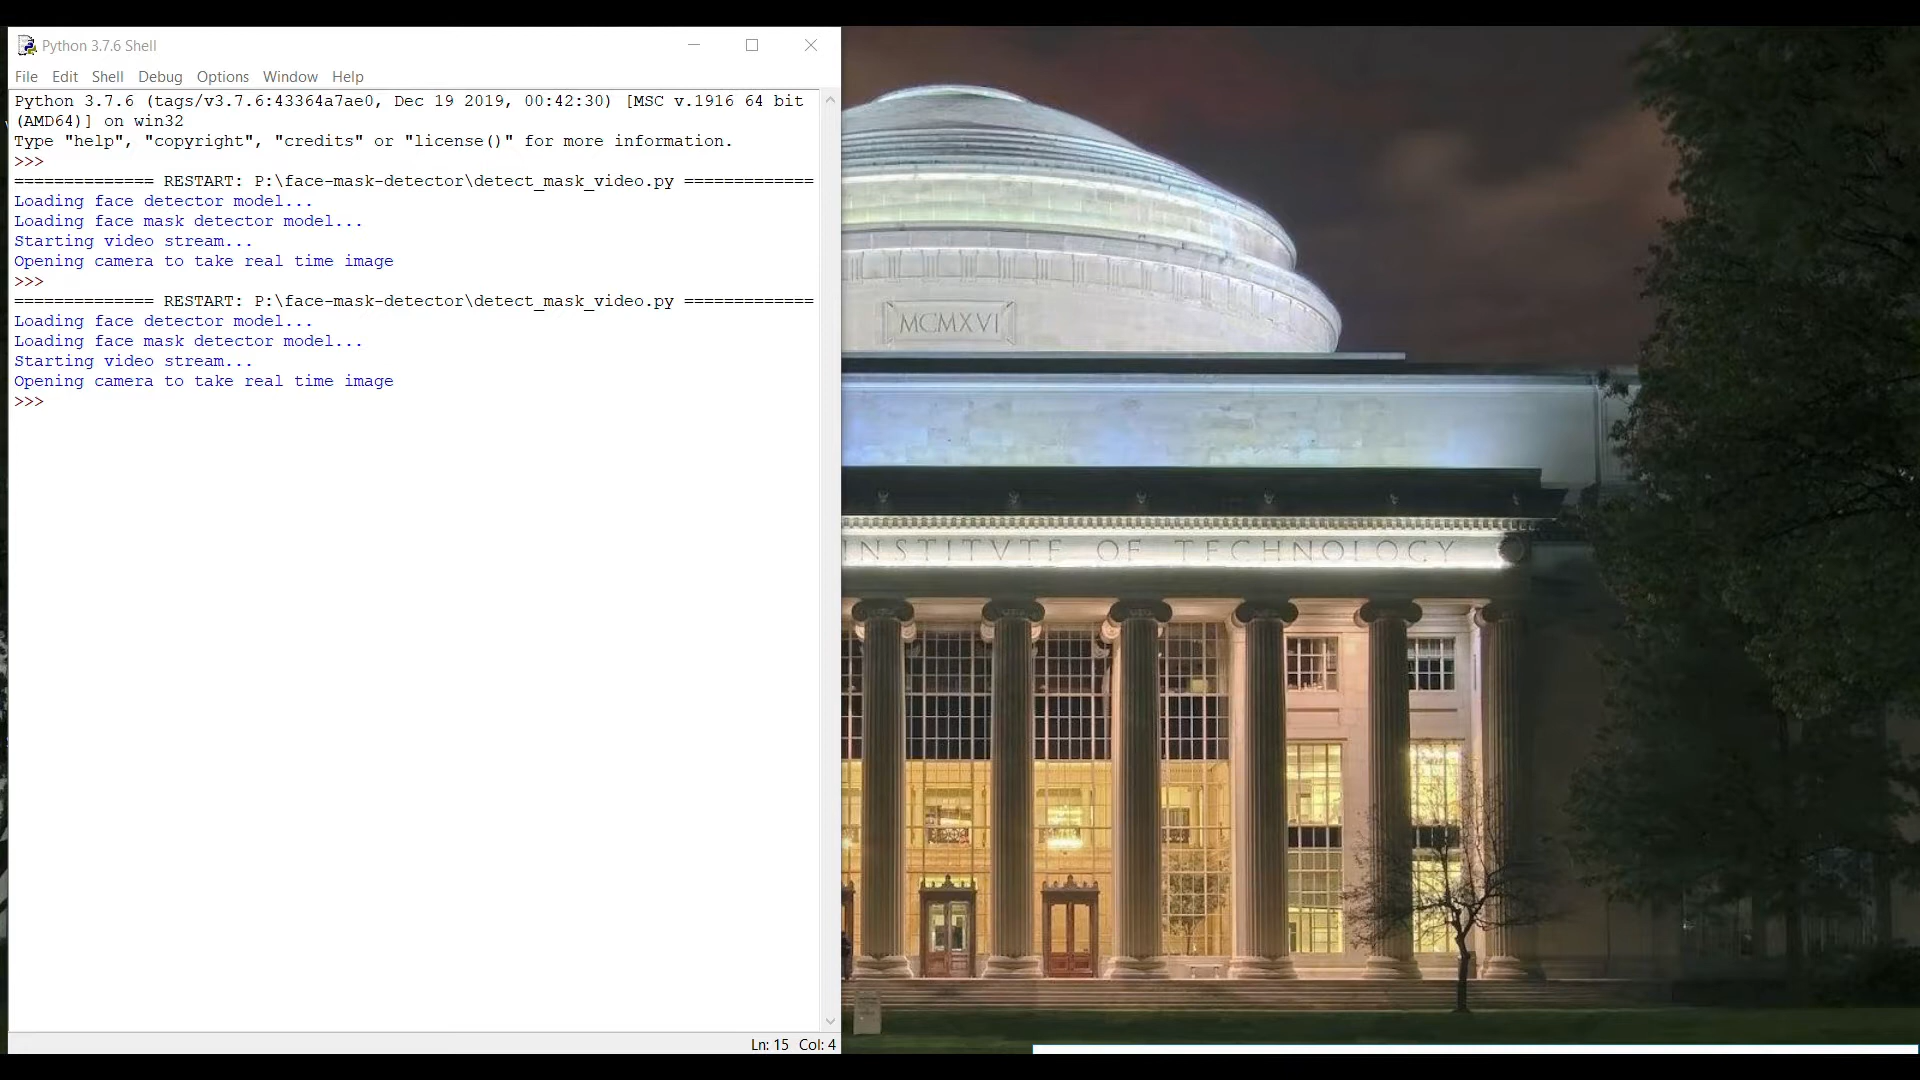 Python 3.7.6 Shell
File Edit Shell Debug Options Window Help
Python 3.7.6 (tags/v3.7.6:43364a7ae0, Dec 19 2019, 00:42:30) [MSC v.1916 64 bit
(AMD64)] on win32
Type "help", "copyright", "credits" or "license()" for more information.
>>>
============== RESTART: P:\face-mask-detector\detect_mask_video.py =============
Loading face detector model...
Loading face mask detector model...
Starting video stream...
Opening camera to take real time image
>>>
============== RESTART: P:\face-mask-detector\detect_mask_video.py =============
Loading face detector model...
Loading face mask detector model...
Starting video stream...
Opening camera to take real time image
>>>
Ln: 15 Col: 4
MCMXVI
INSTITVTE OF TECHNOLOGY